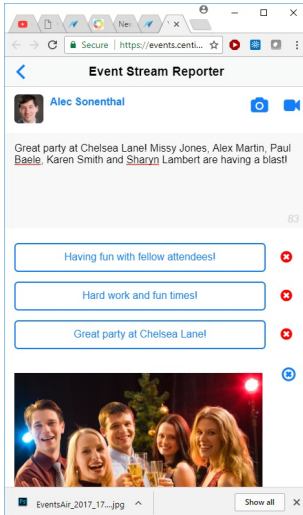 Nev
Secure | https://events.centi...
Event Stream Reporter
Alec Sonenthal
Great party at Chelsea Lane! Missy Jones, Alex Martin, Paul
Baele, Karen Smith and Sharyn Lambert are having a blast!
83
Having fun with fellow attendees!
Hard work and fun times!
Great party at Chelsea Lane!
EventsAir_2017_17....jpg
Show all